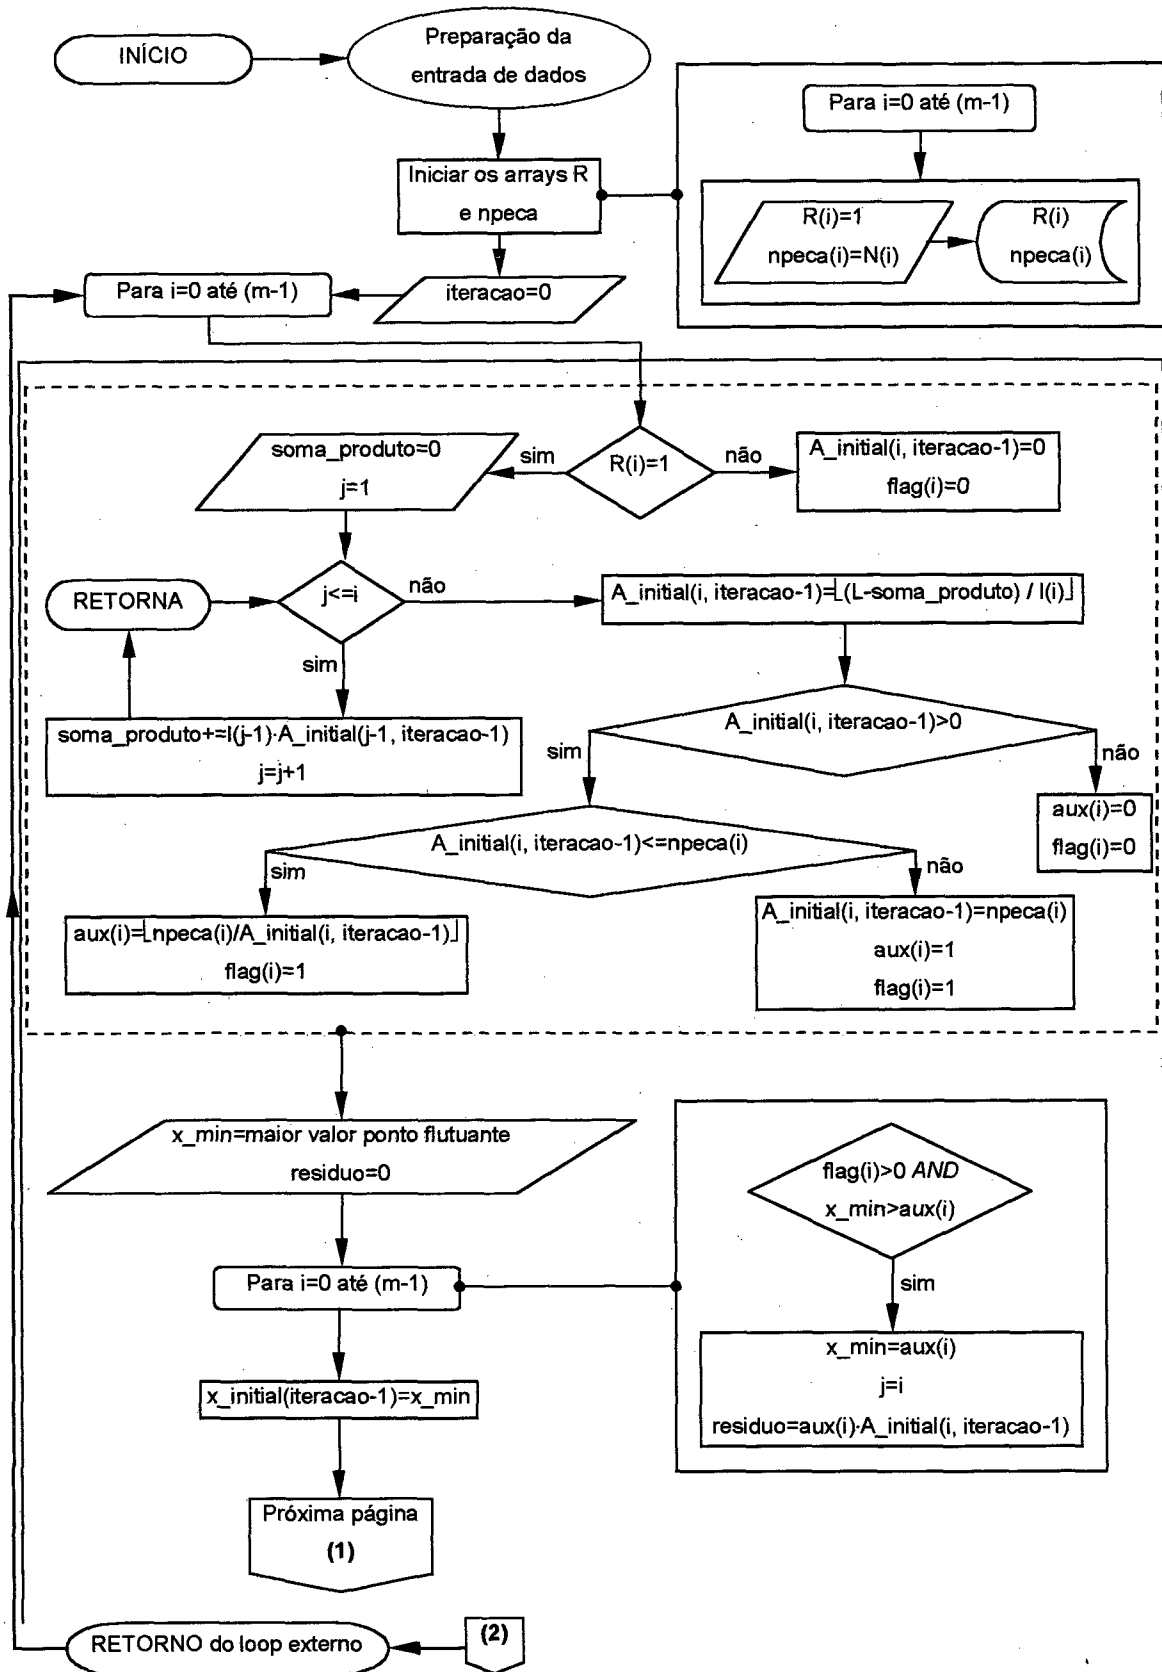 INÍCIO
Preparação da
entrada de dados
Para i=0 até (m-1)
Iniciar os arrays R
e npeca
R(i)=1
npeca(i)=N(i)
R(i)
npeca(i)
Para i=0 até (m-1)
iteracao=0
soma_produto=0
j=1
sim
R(i)=1
não
A_initial(i, iteracao-1)=0
flag(i)=0
RETORNA
j<=i
não
A_initial(i, iteracao-1)=⌊(L-soma_produto) / l(i)⌋
sim
soma_produto+=l(j-1)·A_initial(j-1, iteracao-1)
j=j+1
A_initial(i, iteracao-1)>0
sim
não
aux(i)=0
flag(i)=0
A_initial(i, iteracao-1)<=npeca(i)
sim
não
aux(i)=⌊npeca(i)/A_initial(i, iteracao-1)⌋
flag(i)=1
A_initial(i, iteracao-1)=npeca(i)
aux(i)=1
flag(i)=1
x_min=maior valor ponto flutuante
residuo=0
flag(i)>0 AND
x_min>aux(i)
Para i=0 até (m-1)
sim
x_min=aux(i)
j=i
residuo=aux(i)·A_initial(i, iteracao-1)
x_initial(iteracao-1)=x_min
Próxima página
(1)
RETORNO do loop externo
(2)